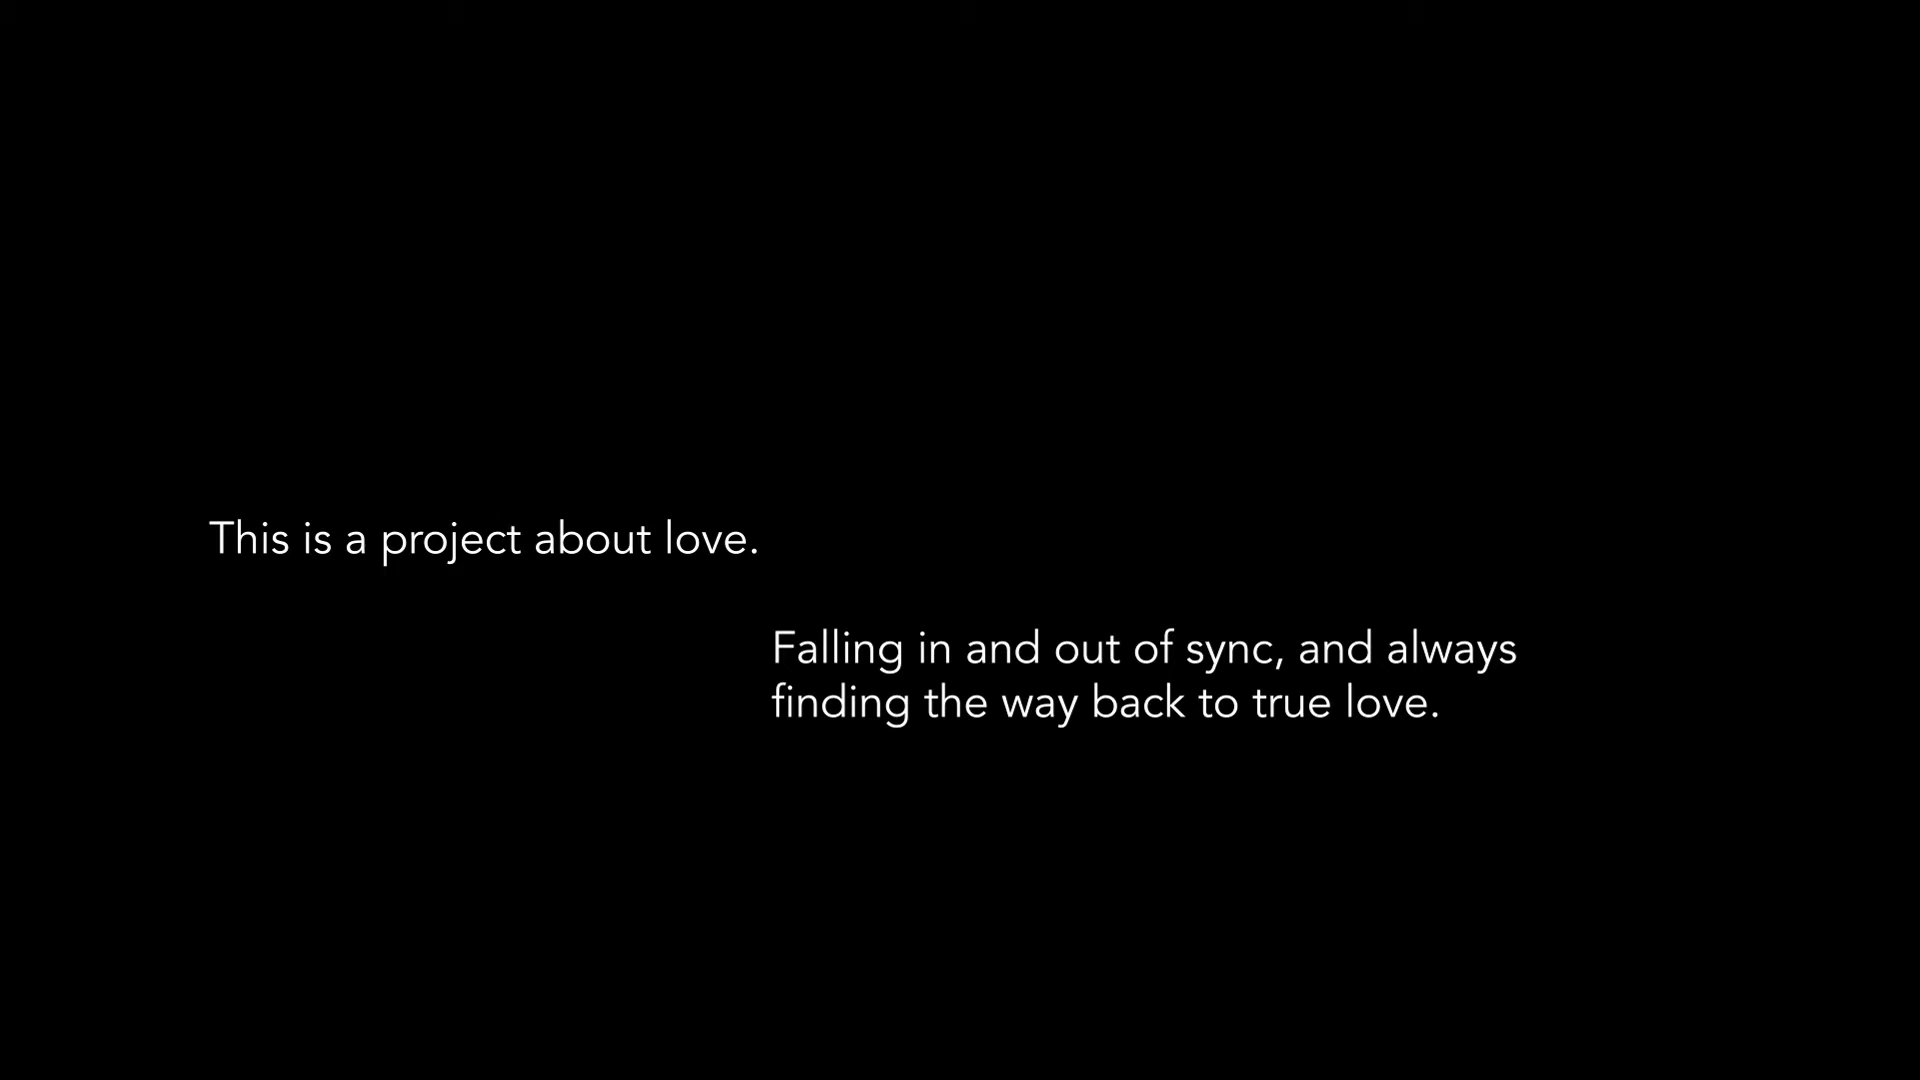 This is a project about love.
Falling in and out of sync, and always
finding the way back to true love.